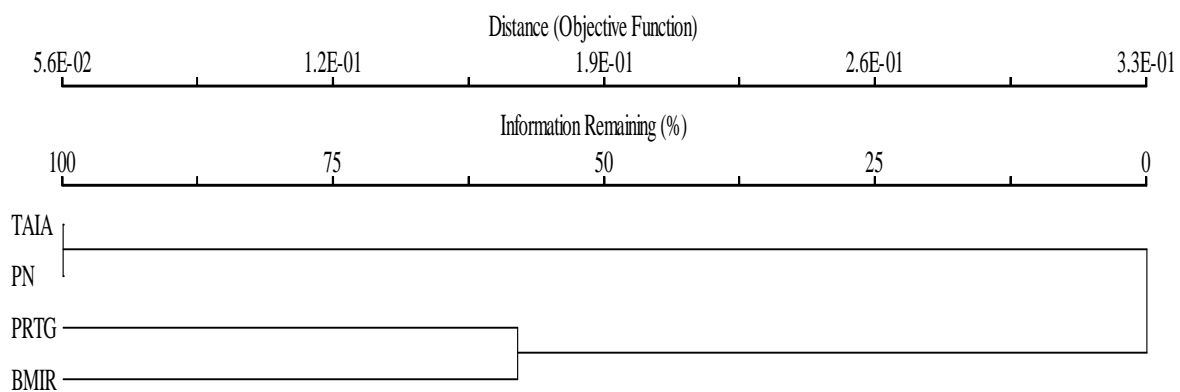 Distance (Objective Function)
5.6E-02 1.2E-01 1.9E-01 2.6E-01 3.3E-01
Information Remaining (%)
100 75 50 25 0
TAIA
PN
PRTG
BMIR